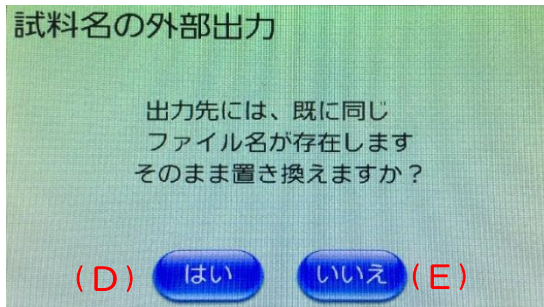 試料名の外部出力
出力先には、既に同じ
ファイル名が存在します
そのまま置き換えますか？
(D) はい いいえ (E)